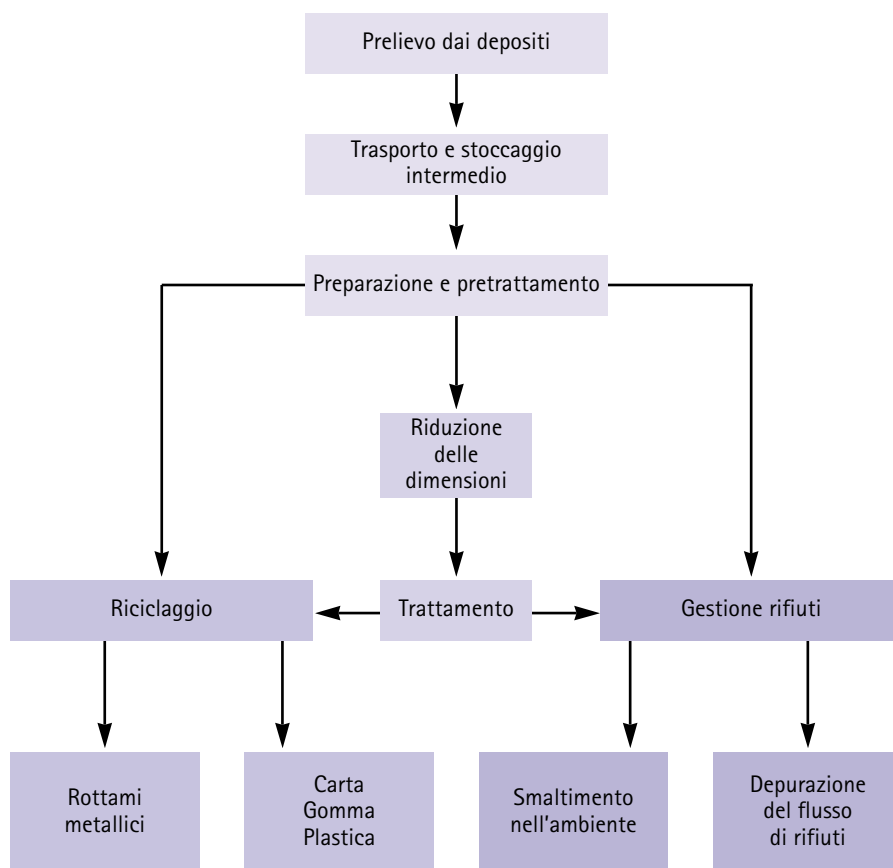 Prelievo dai depositi
Trasporto e stoccaggio
intermedio
Preparazione e pretrattamento
Riduzione
delle
dimensioni
Riciclaggio
Trattamento
Gestione rifiuti
Rottami
metallici
Carta
Gomma
Plastica
Smaltimento
nell'ambiente
Depurazione
del flusso
di rifiuti